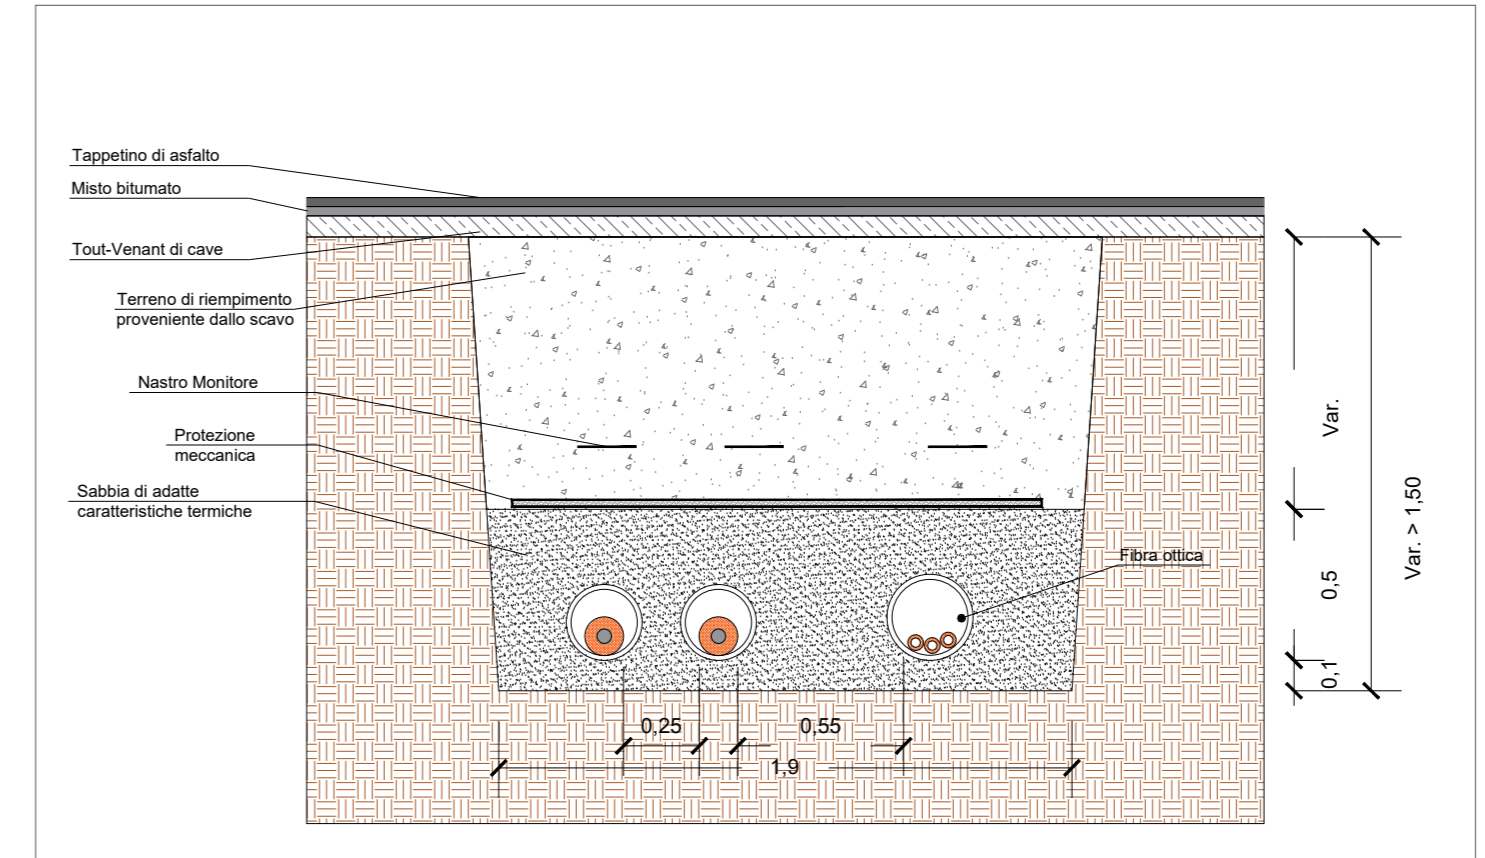 Tappetino di asfalto
Misto bitumato
Tout-Venant di cave
Terreno di riempimento
proveniente dallo scavo
Nastro Monitore
Protezione
meccanica
Sabbia di adatte
caratteristiche termiche
Fibra ottica
Var.
Var. > 1,50
0,5
0,1
0,25
0,55
1,9